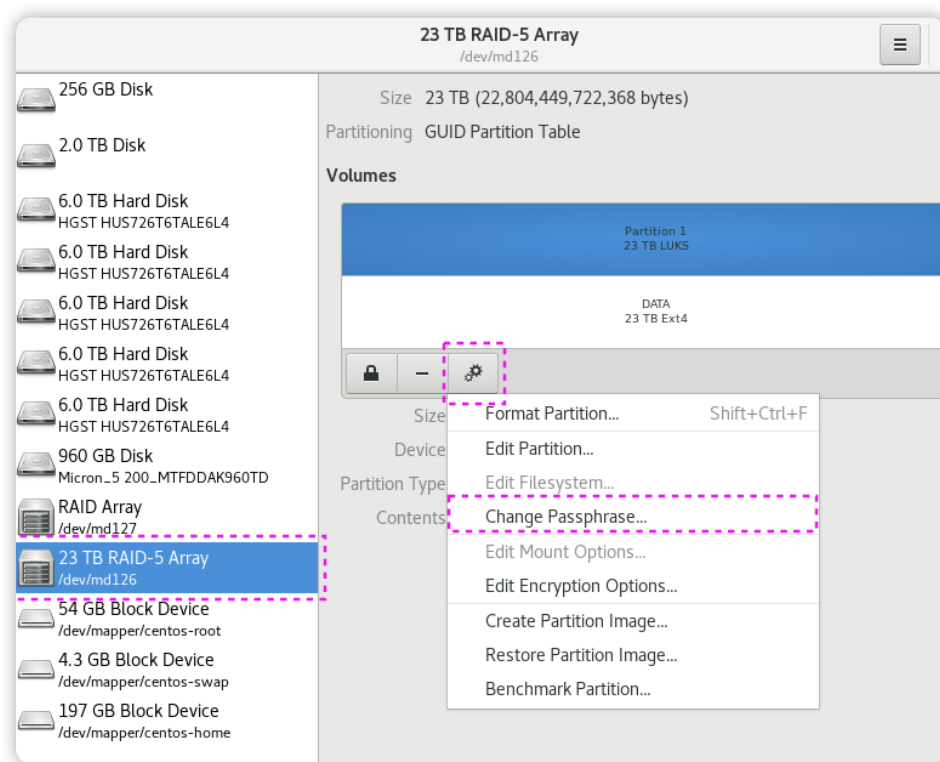 23 TB RAID-5 Array
/dev/md126
256 GB Disk
2.0 TB Disk
6.0 TB Hard Disk
HGST HUS726T6TALE6L4
6.0 TB Hard Disk
HGST HUS726T6TALE6L4
6.0 TB Hard Disk
HGST HUS726T6TALE6L4
6.0 TB Hard Disk
HGST HUS726T6TALE6L4
6.0 TB Hard Disk
HGST HUS726T6TALE6L4
960 GB Disk
Micron_5 200_MTFDDAK960TD
RAID Array
/dev/md127
23 TB RAID-5 Array
/dev/md126
54 GB Block Device
/dev/mapper/centos-root
4.3 GB Block Device
/dev/mapper/centos-swap
197 GB Block Device
/dev/mapper/centos-home
Size 23 TB (22,804,449,722,368 bytes)
Partitioning GUID Partition Table
Volumes
Partition 1
23 TB LUKS
DATA
23 TB Ext4
Size
Device
Partition Type
Contents
Format Partition... Shift+Ctrl+F
Edit Partition...
Edit Filesystem...
Change Passphrase...
Edit Mount Options...
Edit Encryption Options...
Create Partition Image...
Restore Partition Image...
Benchmark Partition...